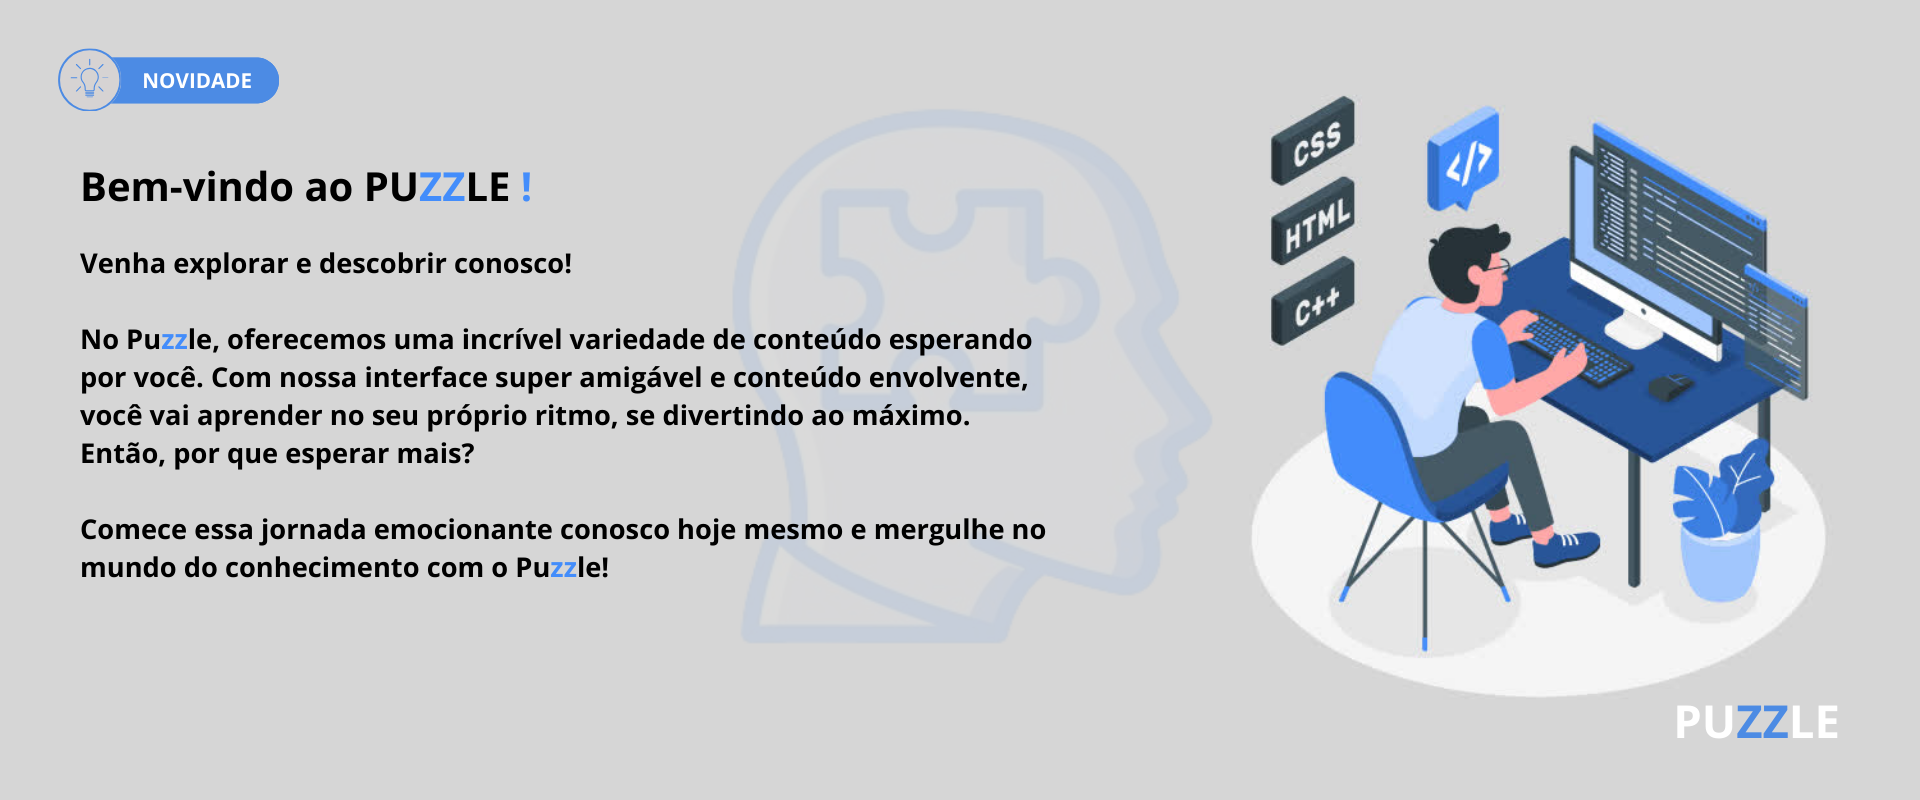 NOVIDADE
Bem-vindo ao PUZZLE !
Venha explorar e descobrir conosco!
No Puzzle, oferecemos uma incrível variedade de conteúdo esperando
por você. Com nossa interface super amigável e conteúdo envolvente,
você vai aprender no seu próprio ritmo, se divertindo ao máximo.
Então, por que esperar mais?
Comece essa jornada emocionante conosco hoje mesmo e mergulhe no
mundo do conhecimento com o Puzzle!
CSS
</>
HTML
C++
PUZZLE